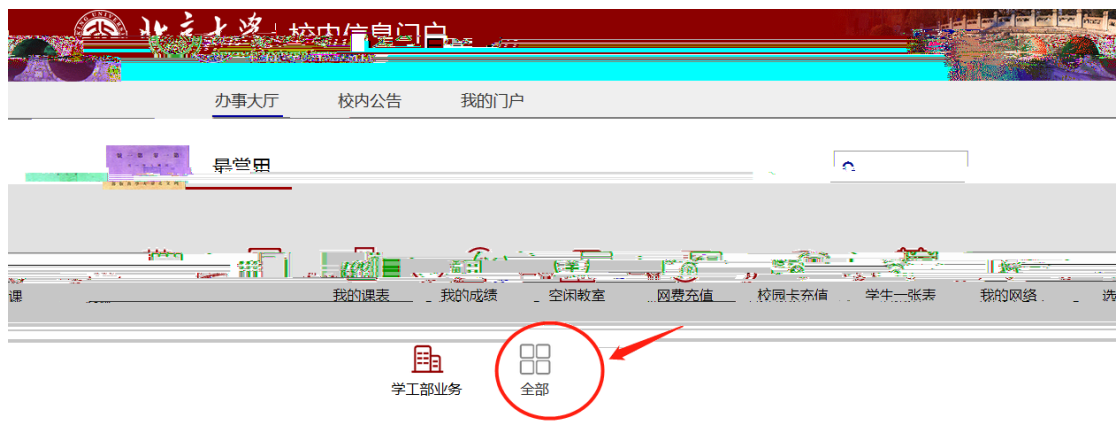 北京大学 校内信息门户
办事大厅 校内公告 我的门户
最常用
课 我的课表 我的成绩 空闲教室 网费充值 校园卡充值 学生一张表 我的网络 选
学工部业务 全部